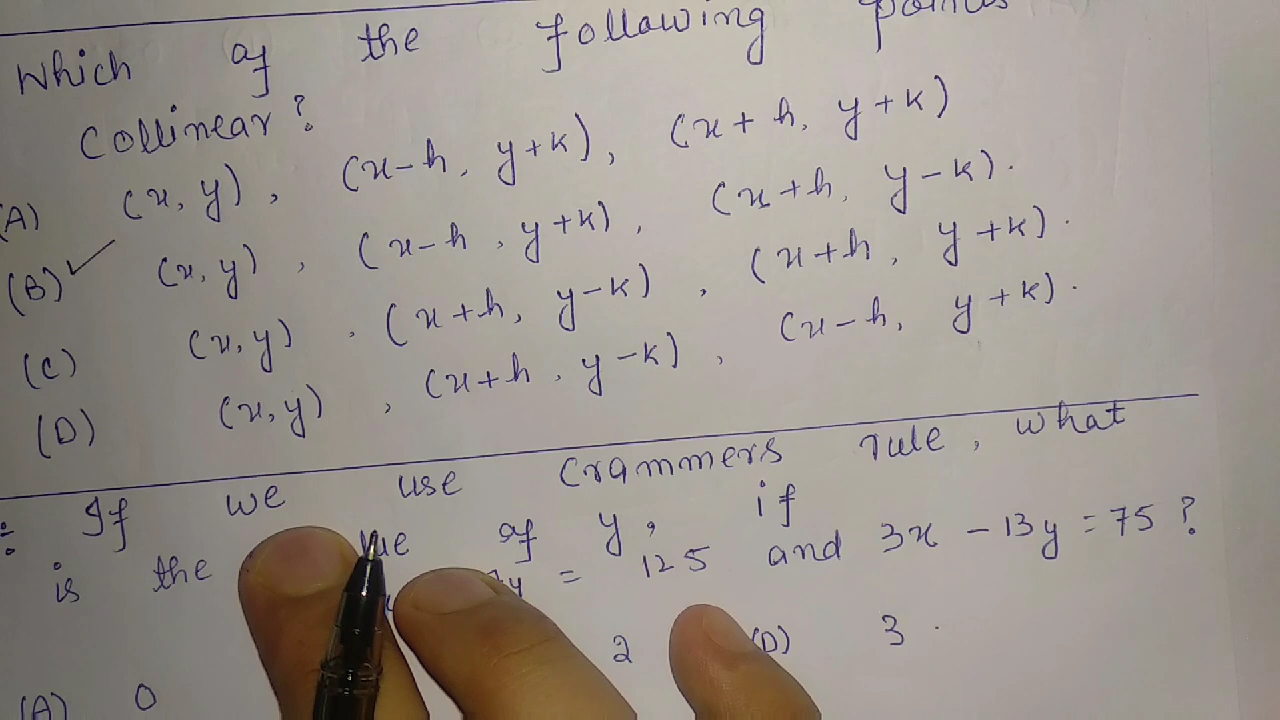 Which of the following points
Collinear?
(A) (x, y), (x-h, y+k), (x+h, y+k)
(B) ✓ (x, y), (x-h, y+k), (x+h, y-k).
(C) (x, y), (x+h, y-k), (x+h, y+k).
(D) (x, y), (x+h, y-k), (x-h, y+k).
If we use Crammers rule, what
is the of y, if
= 125 and 3x - 13y = 75 ?
(A) 0 2 (D) 3.